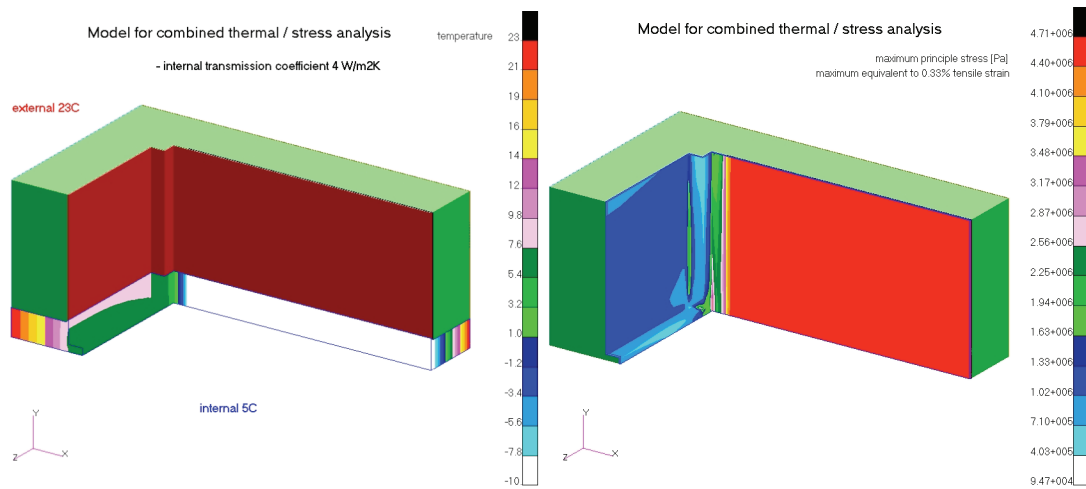 Model for combined thermal / stress analysis
temperature
- internal transmission coefficient 4 W/m2K
external 23C
internal 5C
23
21
19
16
14
12
9.8
7.6
5.4
3.2
1.0
-1.2
-3.4
-5.6
-7.8
-10
Y
Z
X
Model for combined thermal / stress analysis
maximum principle stress [Pa]
maximum equivalent to 0.33% tensile strain
4.71+006
4.40+006
4.10+006
3.79+006
3.48+006
3.17+006
2.87+006
2.56+006
2.25+006
1.94+006
1.63+006
1.33+006
1.02+006
7.10+005
4.03+005
9.47+004
Y
Z
X